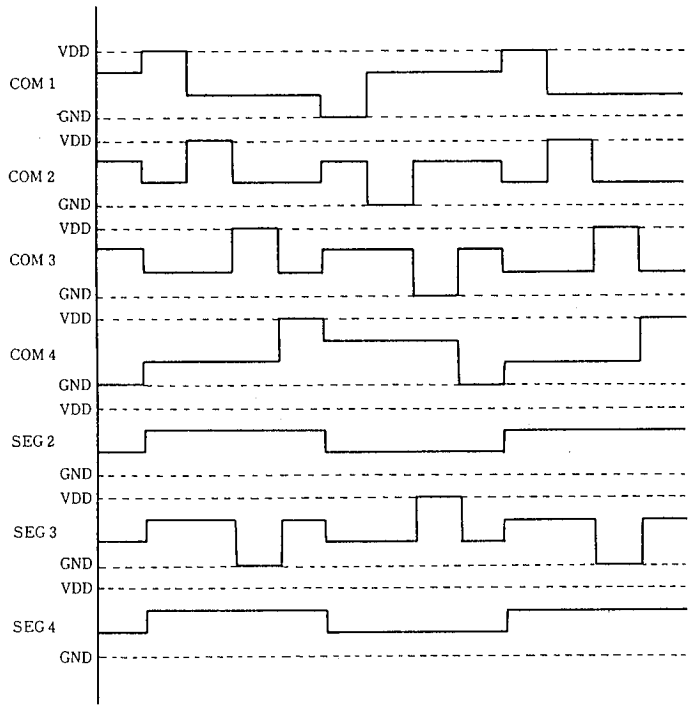 VDD
COM 1
GND
VDD
COM 2
GND
VDD
COM 3
GND
VDD
COM 4
GND
VDD
SEG 2
GND
VDD
SEG 3
GND
VDD
SEG 4
GND